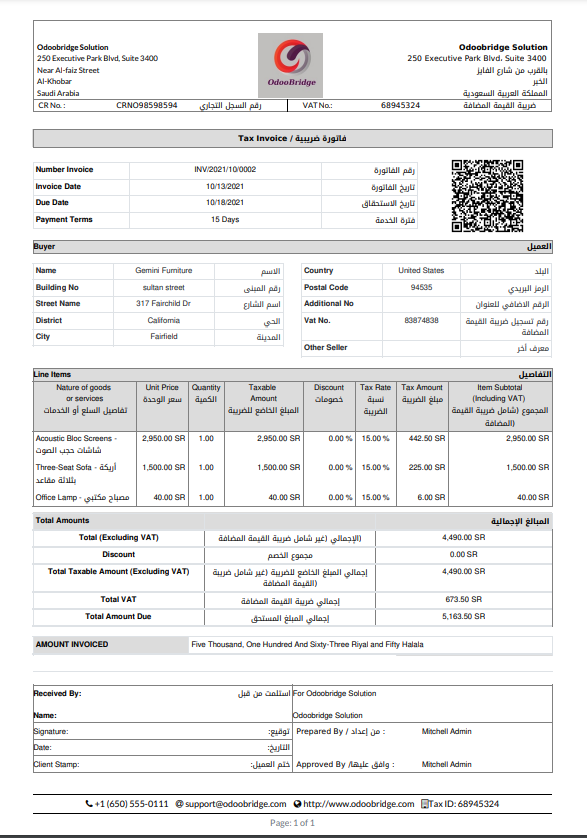 Odoobridge Solution
250 Executive Park Blvd, Suite 3400
Near Al-faiz Street
Al-Khobar
Saudi Arabia
OdooBridge
Odoobridge Solution
250 Executive Park Blvd، Suite 3400
بالقرب من شارع الفايز
الخبر
المملكة العربية السعودية
CR No. : CRNO98598594 رقم السجل التجاري VAT No.: 68945324 ضريبة القيمة المضافة
Tax Invoice / فاتورة ضريبية
Number Invoice INV/2021/10/0002 رقم الفاتورة
Invoice Date 10/13/2021 تاريخ الفاتورة
Due Date 10/18/2021 تاريخ الاستحقاق
Payment Terms 15 Days فترة الخدمة
Buyer العميل
Name Gemini Furniture الاسم
Building No sultan street رقم المبنى
Street Name 317 Fairchild Dr اسم الشارع
District California الحي
City Fairfield المدينة
Country United States البلد
Postal Code 94535 الرمز البريدي
Additional No الرقم الاضافي للعنوان
Vat No. 83874838 رقم تسجيل ضريبة القيمة
المضافة
Other Seller معرف أخر
Line Items التفاصيل
Nature of goods
or services
تفاصيل السلع أو الخدمات
Unit Price
سعر الوحدة
Quantity
الكمية
Taxable
Amount
المبلغ الخاضع للضريبة
Discount
خصومات
Tax Rate
نسبة
الضريبة
Tax Amount
مبلغ الضريبة
Item Subtotal
(Including VAT)
المجموع (شامل ضريبة القيمة
المضافة)
Acoustic Bloc Screens - شاشات حجب الصوت 2,950.00 SR 1.00 2,950.00 SR 0.00 % 15.00 % 442.50 SR 2,950.00 SR
Three-Seat Sofa - أريكة بثلاثة مقاعد 1,500.00 SR 1.00 1,500.00 SR 0.00 % 15.00 % 225.00 SR 1,500.00 SR
Office Lamp - مصباح مكتبي 40.00 SR 1.00 40.00 SR 0.00 % 15.00 % 6.00 SR 40.00 SR
Total Amounts المبالغ الإجمالية
Total (Excluding VAT) الإجمالي (غير شامل ضريبة القيمة المضافة) 4,490.00 SR
Discount مجموع الخصم 0.00 SR
Total Taxable Amount (Excluding VAT) إجمالي المبلغ الخاضع للضريبة (غير شامل ضريبة القيمة المضافة) 4,490.00 SR
Total VAT إجمالي ضريبة القيمة المضافة 673.50 SR
Total Amount Due إجمالي المبلغ المستحق 5,163.50 SR
AMOUNT INVOICED Five Thousand, One Hundred And Sixty-Three Riyal and Fifty Halala
Received By: استلمت من قبل For Odoobridge Solution
Name: Odoobridge Solution
Signature: توقيع: Prepared By / من إعداد : Mitchell Admin
Date: التاريخ:
Client Stamp: ختم العميل: Approved By /وافق عليها : Mitchell Admin
+1 (650) 555-0111 support@odoobridge.com http://www.odoobridge.com Tax ID: 68945324
Page: 1 of 1